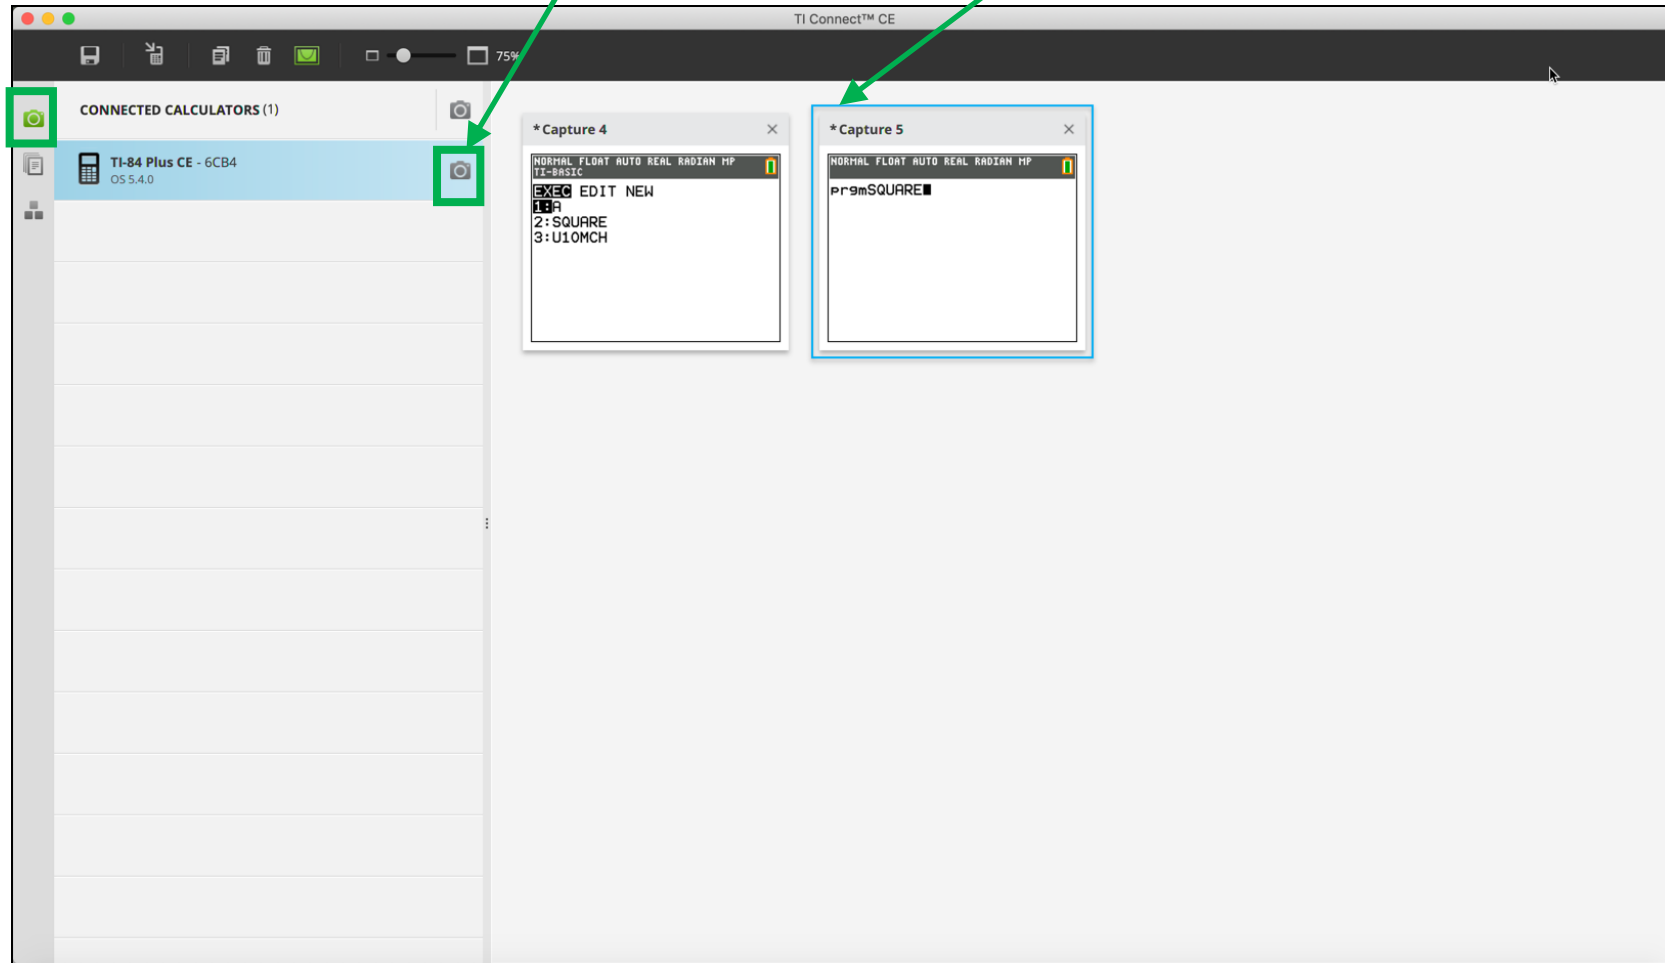 TI Connect™ CE
75%
CONNECTED CALCULATORS (1)
TI-84 Plus CE - 6CB4
OS 5.4.0
*Capture 4
NORMAL FLOAT AUTO REAL RADIAN MP
TI-BASIC
EXEC EDIT NEW
1:A
2:SQUARE
3:U1OMCH
*Capture 5
NORMAL FLOAT AUTO REAL RADIAN MP
prgmSQUARE